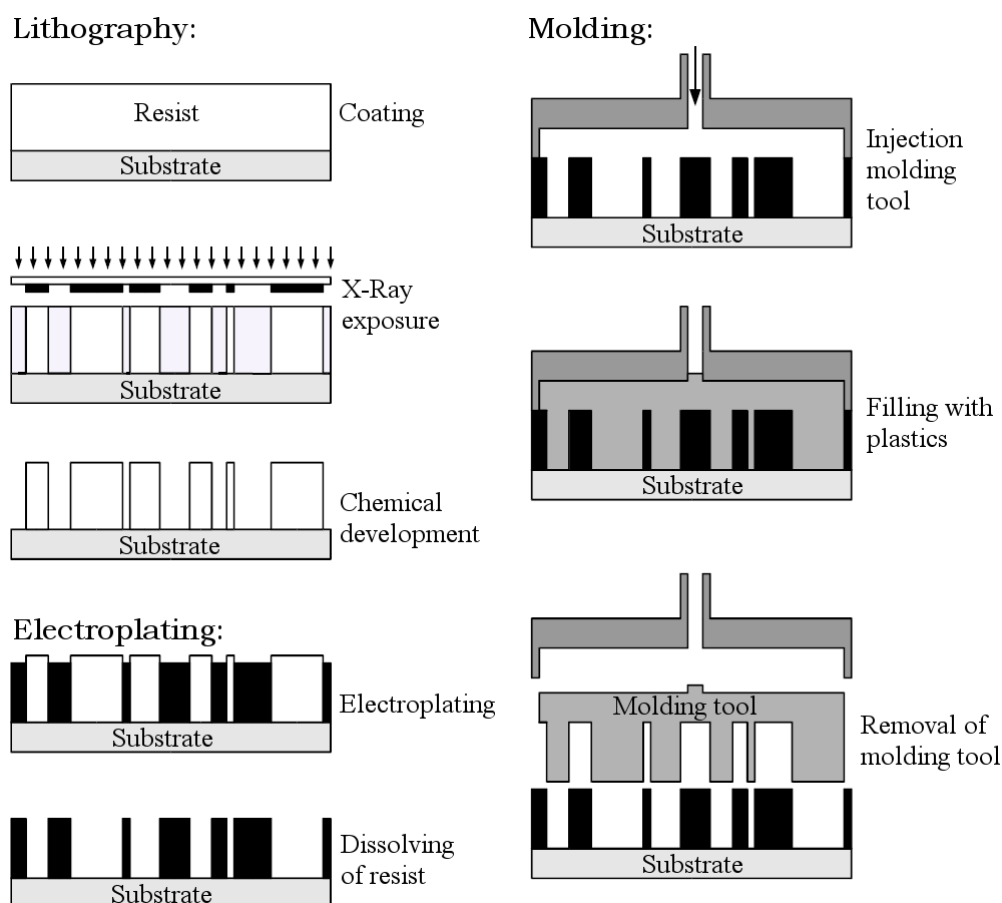 Lithography:
Resist
Coating
Substrate
X-Ray
exposure
Substrate
Chemical
development
Substrate
Electroplating:
Electroplating
Substrate
Dissolving
of resist
Substrate
Molding:
Injection
molding
tool
Substrate
Filling with
plastics
Substrate
Molding tool
Removal of
molding tool
Substrate